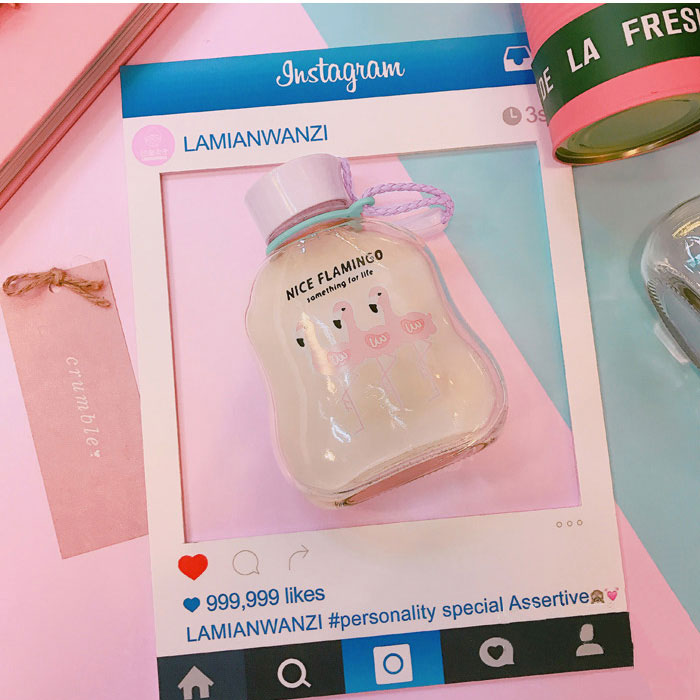 Instagram
DE LA FRES
LAMIANWANZI
3s
NICE FLAMINGO
something for life
crumble
999,999 likes
LAMIANWANZI #personality special Assertive🙈💓